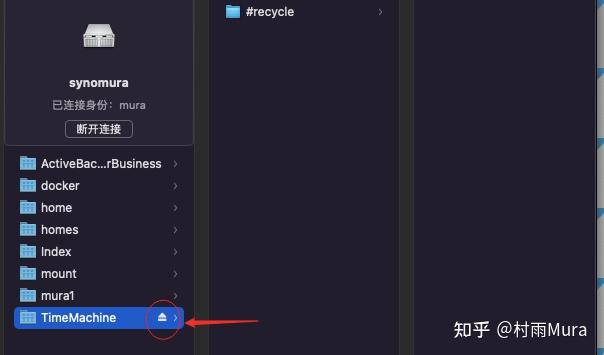 #recycle
synomura
已连接身份：mura
断开连接
ActiveBac...rBusiness
docker
home
homes
Index
mount
mura1
TimeMachine
知乎 @村雨Mura